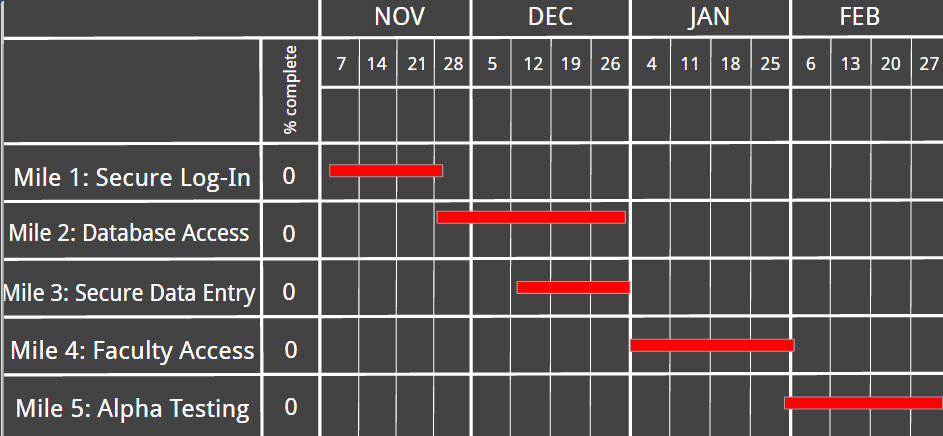 NOV DEC JAN FEB
% complete 7 14 21 28 5 12 19 26 4 11 18 25 6 13 20 27
Mile 1: Secure Log-In 0
Mile 2: Database Access 0
Mile 3: Secure Data Entry 0
Mile 4: Faculty Access 0
Mile 5: Alpha Testing 0